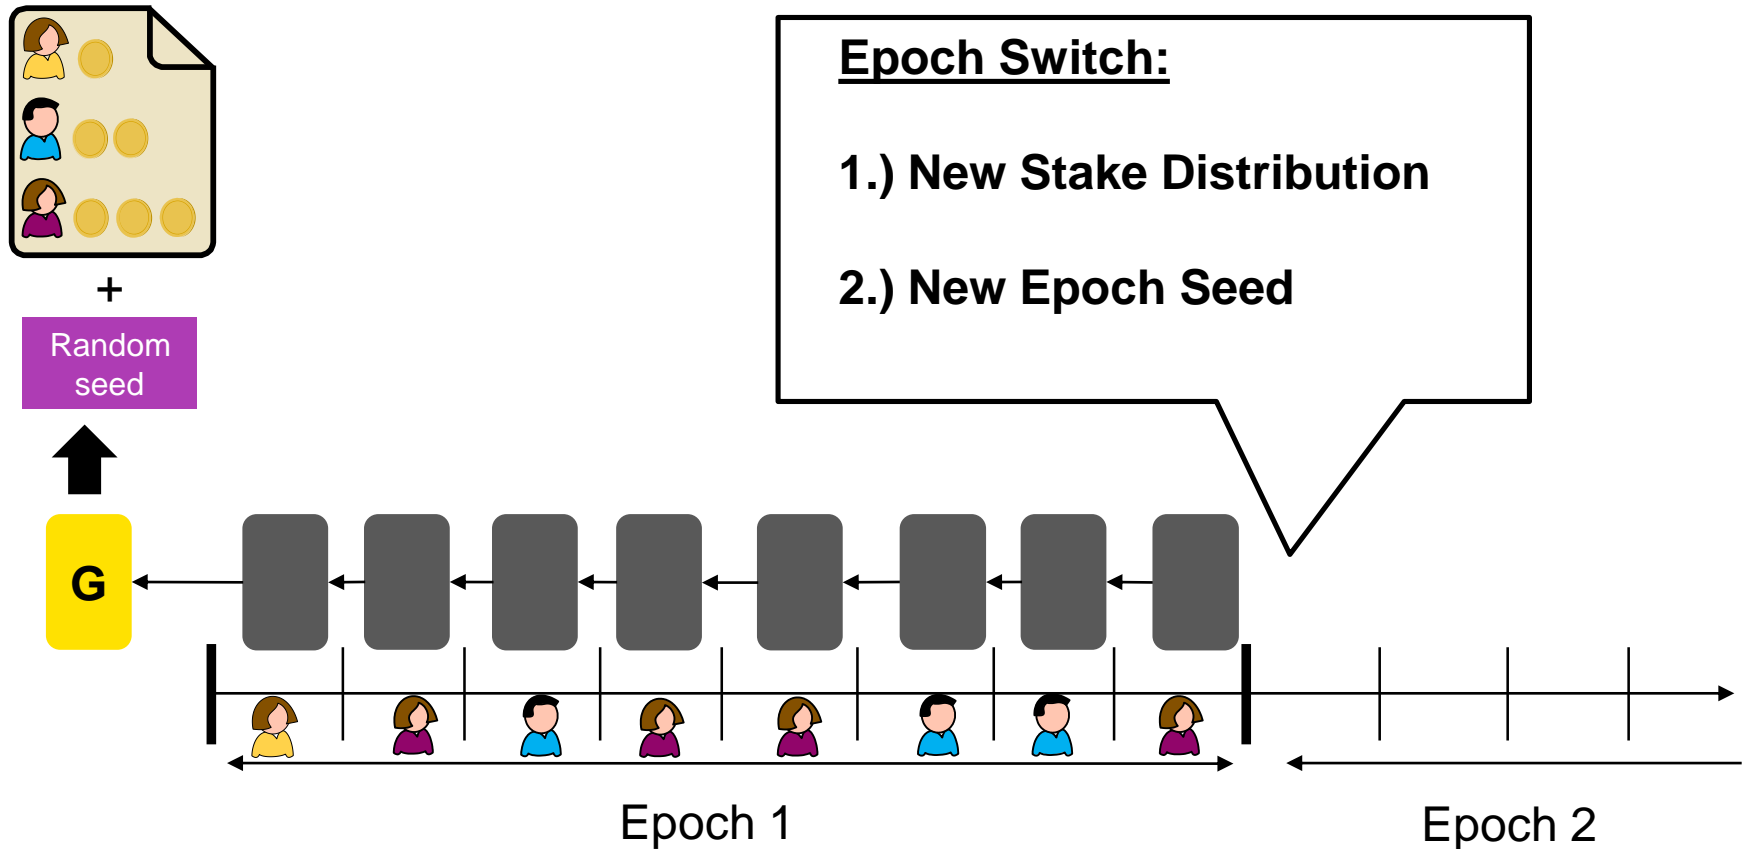 Epoch Switch:
1.) New Stake Distribution
2.) New Epoch Seed
+
Random
seed
G
Epoch 1
Epoch 2